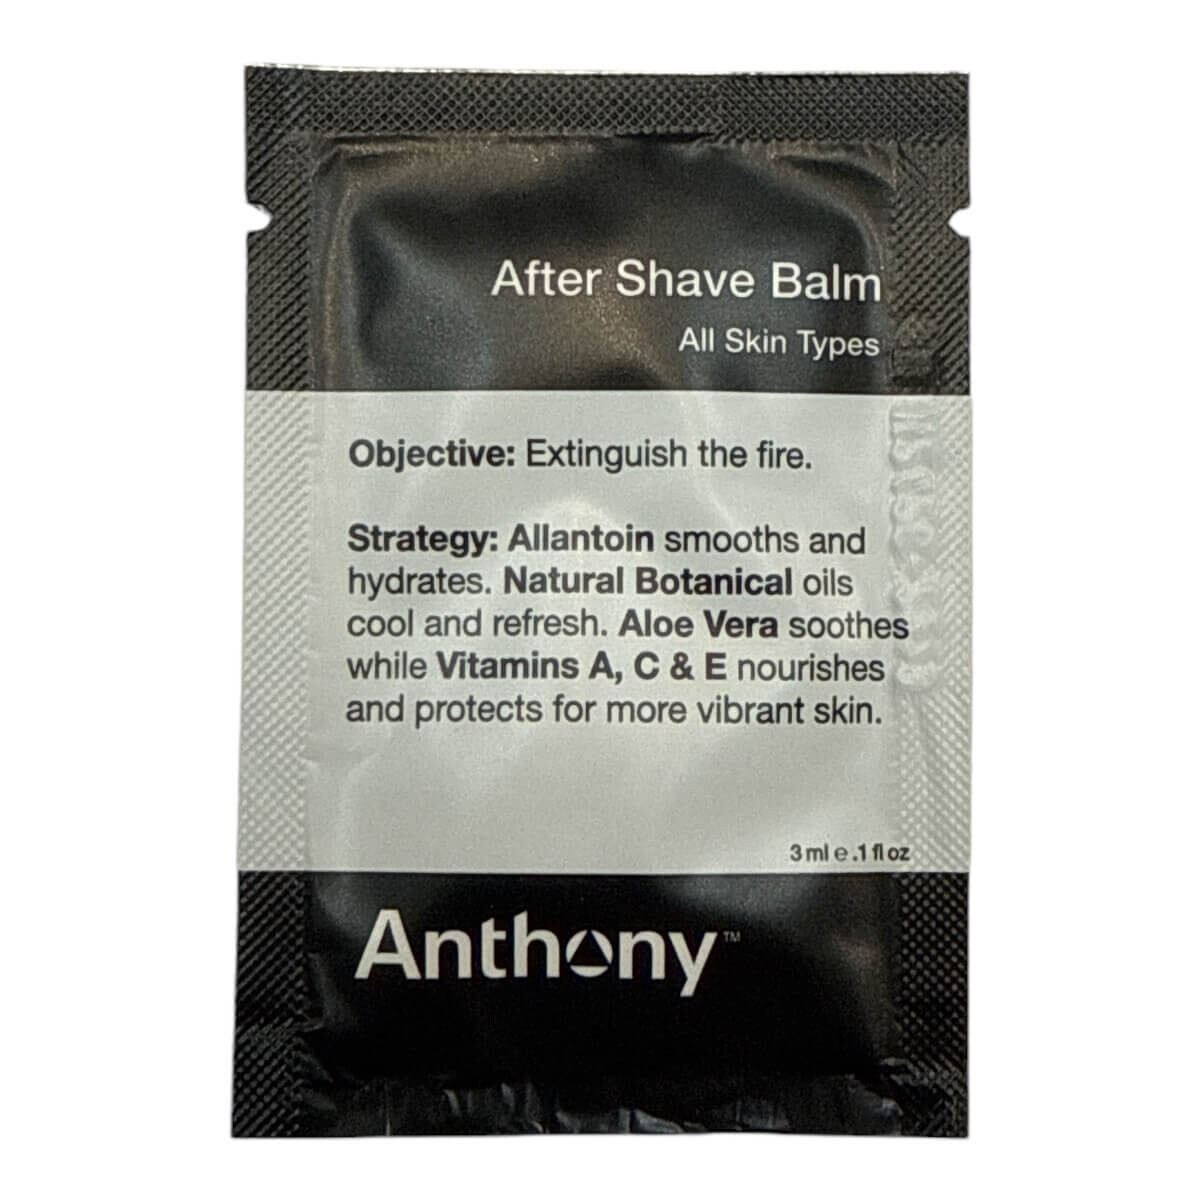 After Shave Balm
All Skin Types
Objective: Extinguish the fire.
Strategy: Allantoin smooths and
hydrates. Natural Botanical oils
cool and refresh. Aloe Vera soothes
while Vitamins A, C & E nourishes
and protects for more vibrant skin.
3 ml e .1 fl oz
Anthony™